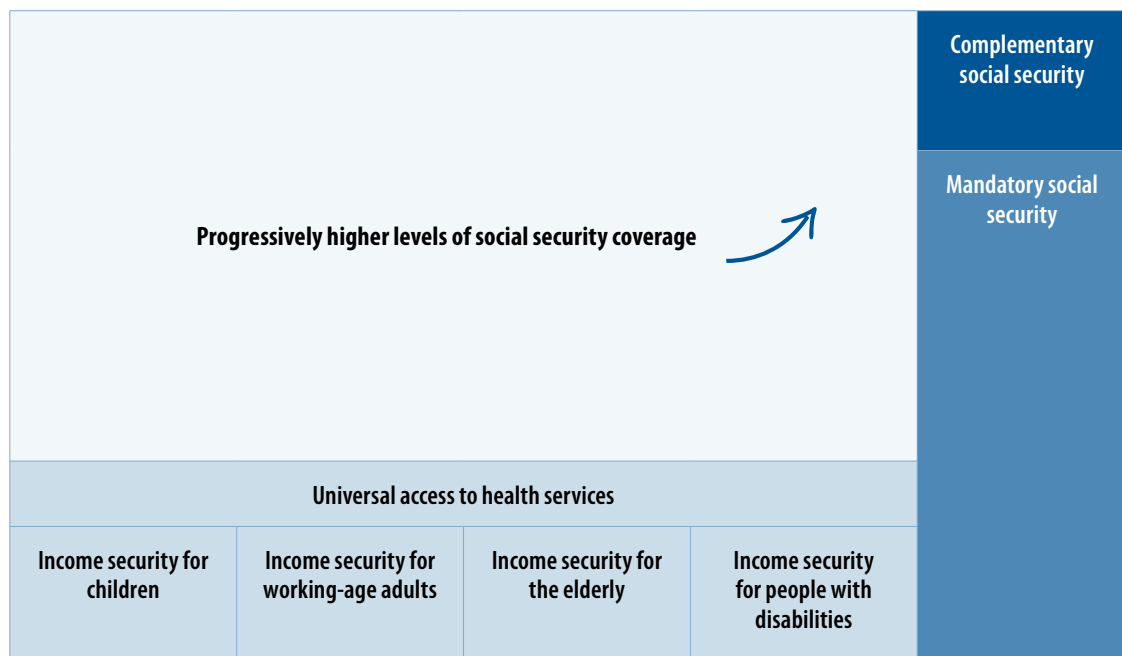 Complementary
social security
Mandatory social
security
Progressively higher levels of social security coverage
Universal access to health services
Income security for
children
Income security for
working-age adults
Income security for
the elderly
Income security
for people with
disabilities